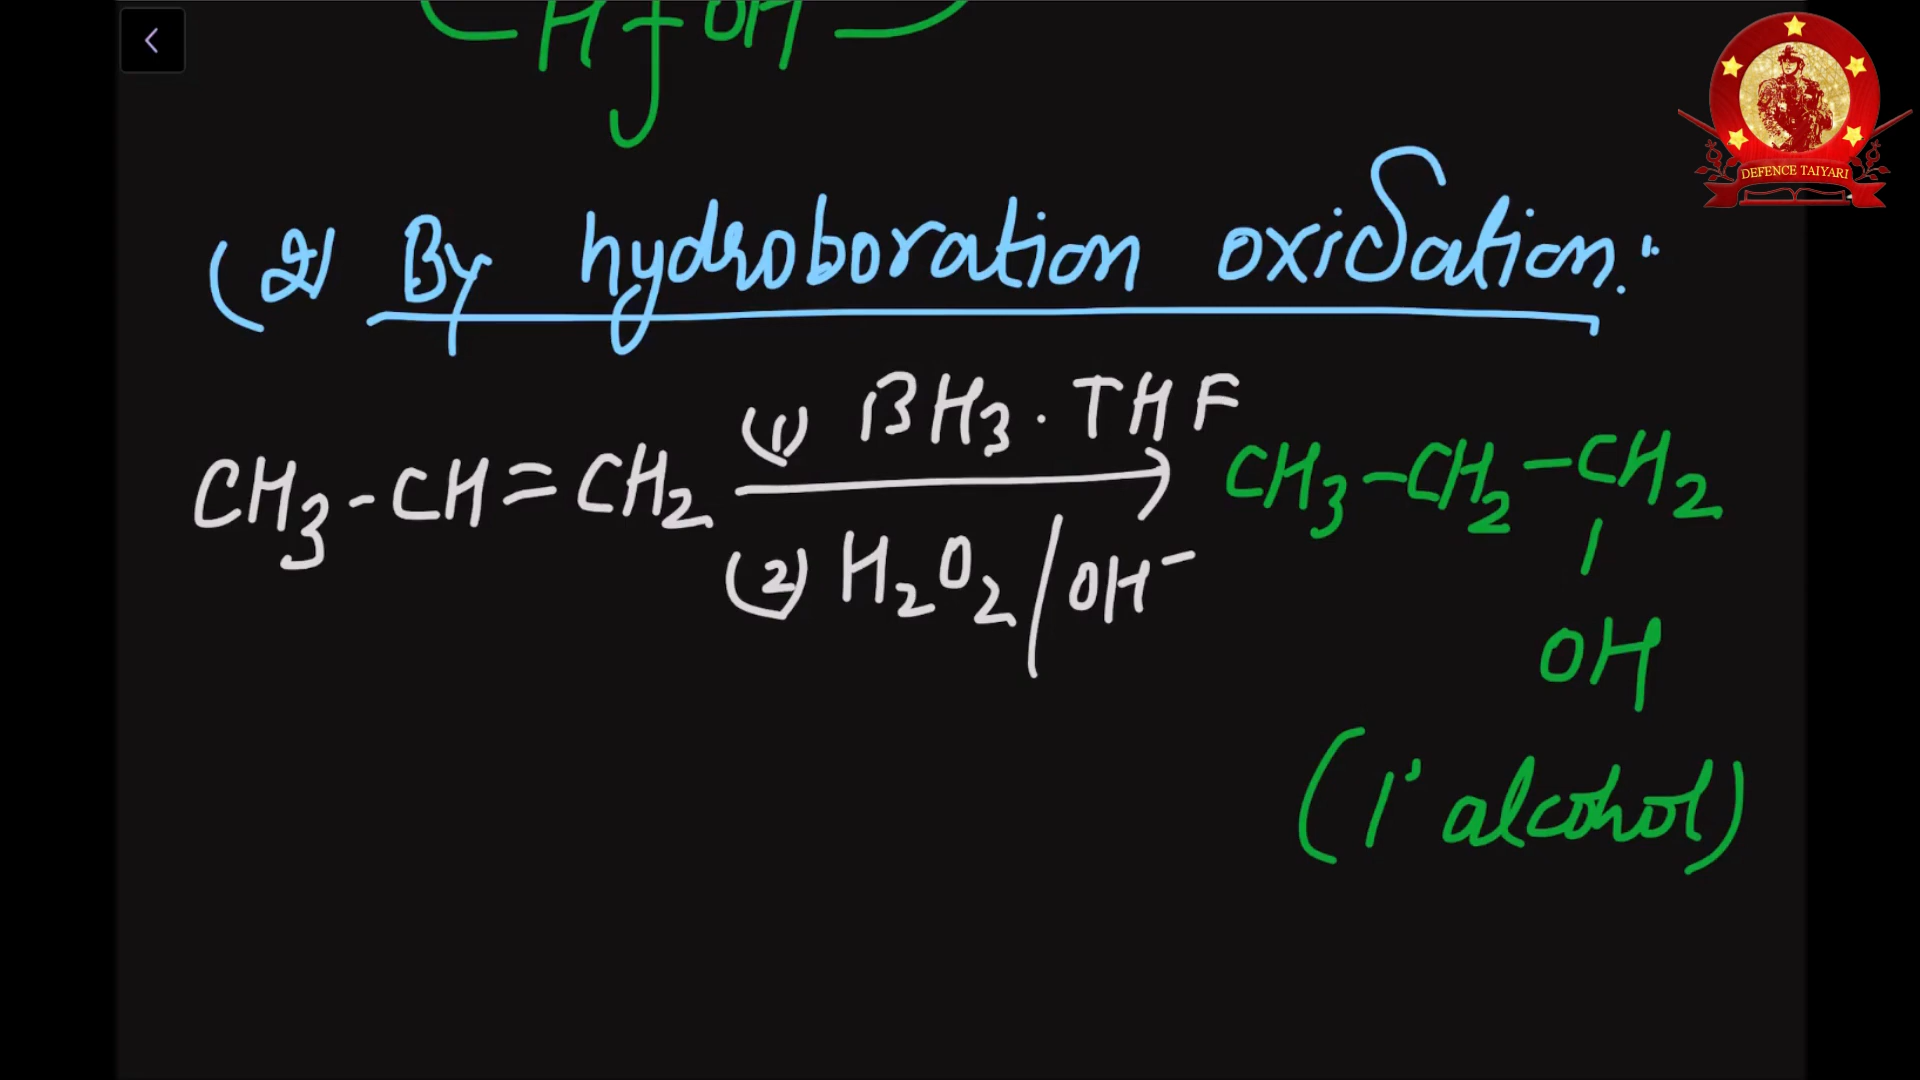 H OH
DEFENCE TAIYARI
(2) By hydroboration oxidation:
(1) BH3 . THF
CH3-CH=CH2 → CH3-CH2-CH2
(2) H2O2/OH-
OH
(1° alcohol)